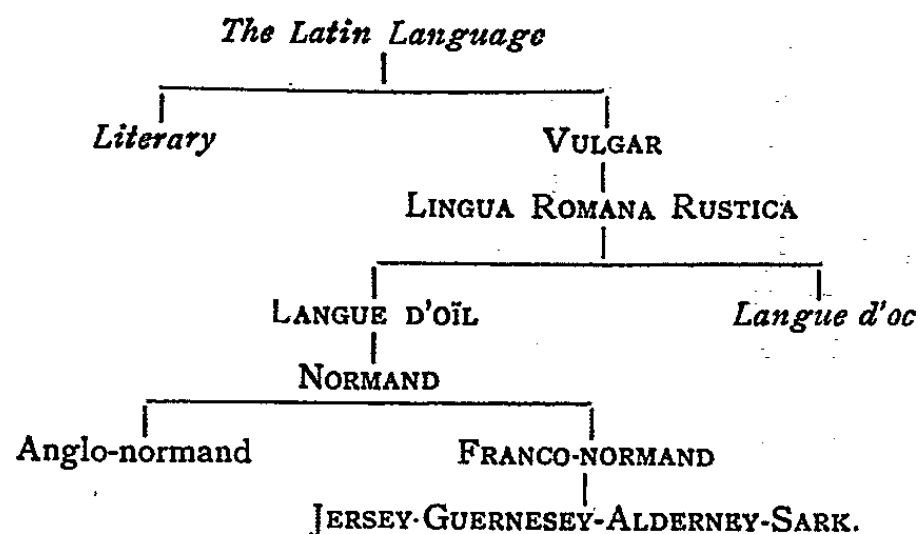 The Latin Language
Literary
VULGAR
LINGUA ROMANA RUSTICA
LANGUE D'OÏL
Langue d'oc
NORMAND
Anglo-normand
FRANCO-NORMAND
JERSEY-GUERNESEY-ALDERNEY-SARK.